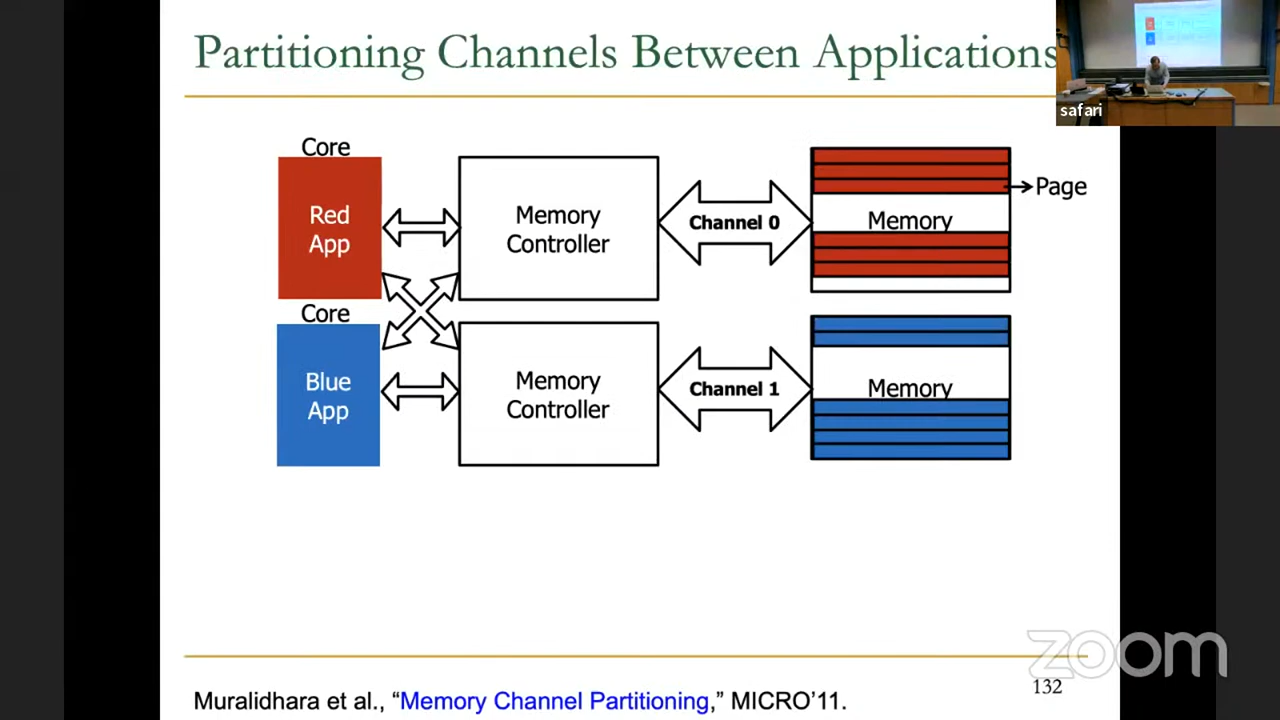 Partitioning Channels Between Applications
safari
Core
Red
App
Memory
Controller
Channel 0
Memory
Page
Core
Blue
App
Memory
Controller
Channel 1
Memory
zoom
132
Muralidhara et al., “Memory Channel Partitioning,” MICRO’11.